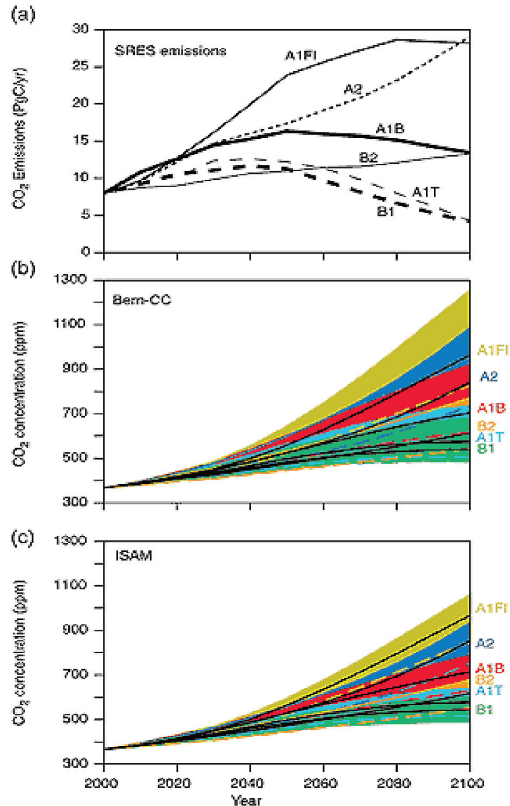 (a)
30
25
20
15
10
5
0
CO2 Emissions (PgC/yr)
SRES emissions
A1FI
A2
A1B
B2
A1T
B1
(b)
1300
1100
900
700
500
300
CO2 concentration (ppm)
Bern-CC
A1FI
A2
A1B
B2
A1T
B1
(c)
1300
1100
900
700
500
300
CO2 concentration (ppm)
ISAM
A1FI
A2
A1B
B2
A1T
B1
2000 2020 2040 2060 2080 2100
Year